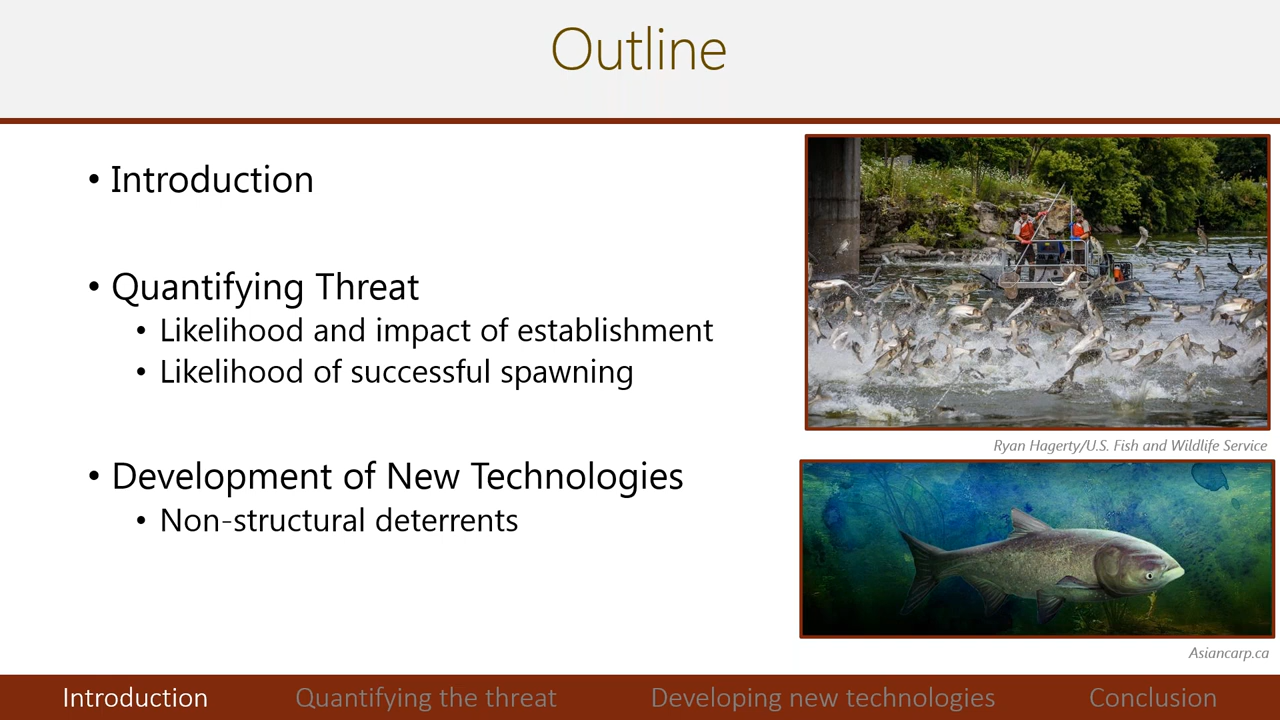 Outline
• Introduction
• Quantifying Threat
• Likelihood and impact of establishment
• Likelihood of successful spawning
• Development of New Technologies
• Non-structural deterrents
Ryan Hagerty/U.S. Fish and Wildlife Service
Asiancarp.ca
Introduction Quantifying the threat Developing new technologies Conclusion